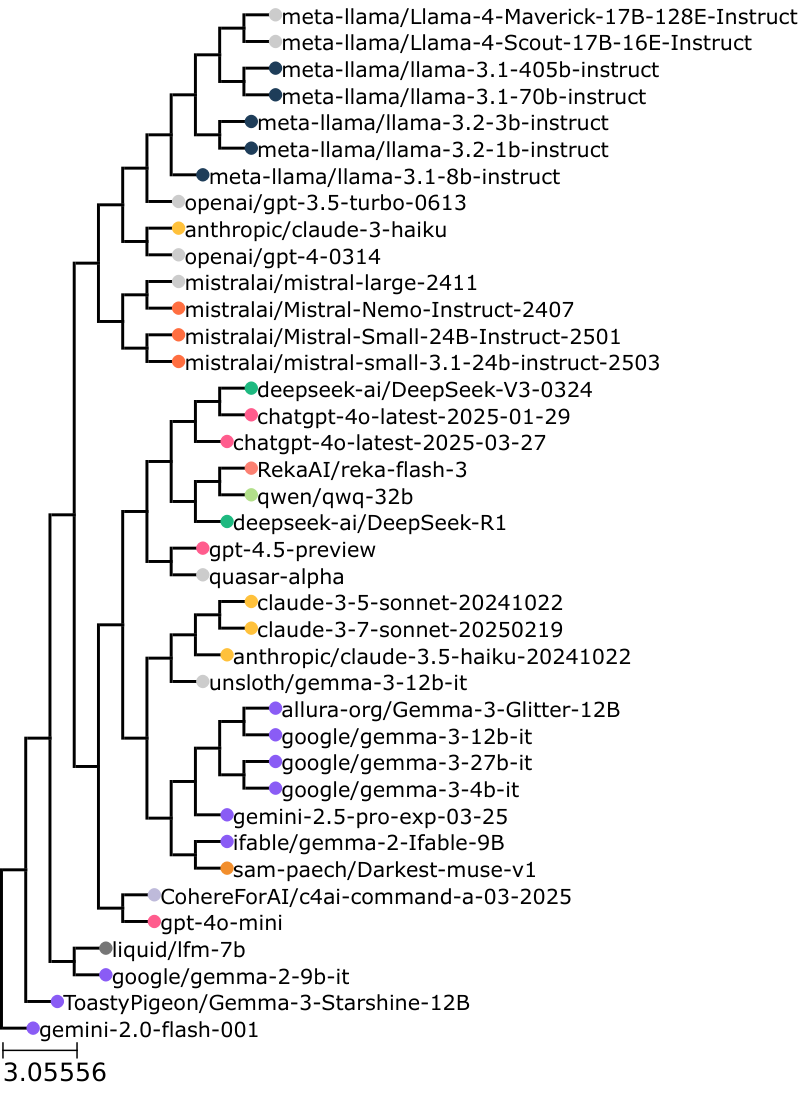 meta-llama/Llama-4-Maverick-17B-128E-Instruct
meta-llama/Llama-4-Scout-17B-16E-Instruct
meta-llama/llama-3.1-405b-instruct
meta-llama/llama-3.1-70b-instruct
meta-llama/llama-3.2-3b-instruct
meta-llama/llama-3.2-1b-instruct
meta-llama/llama-3.1-8b-instruct
openai/gpt-3.5-turbo-0613
anthropic/claude-3-haiku
openai/gpt-4-0314
mistralai/mistral-large-2411
mistralai/Mistral-Nemo-Instruct-2407
mistralai/Mistral-Small-24B-Instruct-2501
mistralai/mistral-small-3.1-24b-instruct-2503
deepseek-ai/DeepSeek-V3-0324
chatgpt-4o-latest-2025-01-29
chatgpt-4o-latest-2025-03-27
RekaAI/reka-flash-3
qwen/qwq-32b
deepseek-ai/DeepSeek-R1
gpt-4.5-preview
quasar-alpha
claude-3-5-sonnet-20241022
claude-3-7-sonnet-20250219
anthropic/claude-3.5-haiku-20241022
unsloth/gemma-3-12b-it
allura-org/Gemma-3-Glitter-12B
google/gemma-3-12b-it
google/gemma-3-27b-it
google/gemma-3-4b-it
gemini-2.5-pro-exp-03-25
ifable/gemma-2-Ifable-9B
sam-paech/Darkest-muse-v1
CohereForAI/c4ai-command-a-03-2025
gpt-4o-mini
liquid/lfm-7b
google/gemma-2-9b-it
ToastyPigeon/Gemma-3-Starshine-12B
gemini-2.0-flash-001
3.05556